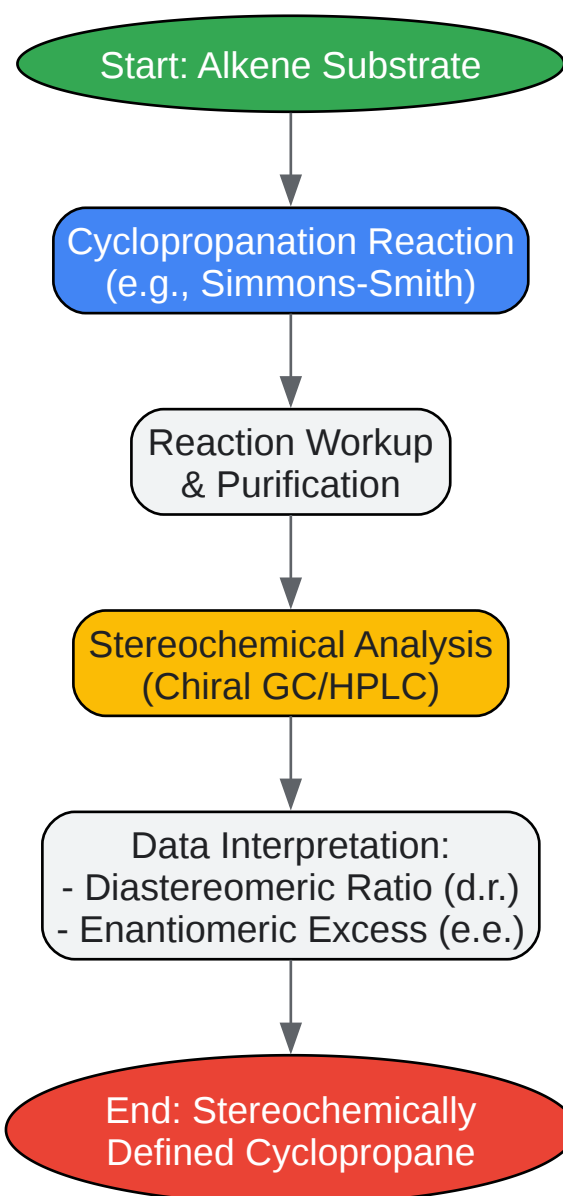 Start: Alkene Substrate
Cyclopropanation Reaction
(e.g., Simmons-Smith)
Reaction Workup
& Purification
Stereochemical Analysis
(Chiral GC/HPLC)
Data Interpretation:
- Diastereomeric Ratio (d.r.)
- Enantiomeric Excess (e.e.)
End: Stereochemically
Defined Cyclopropane